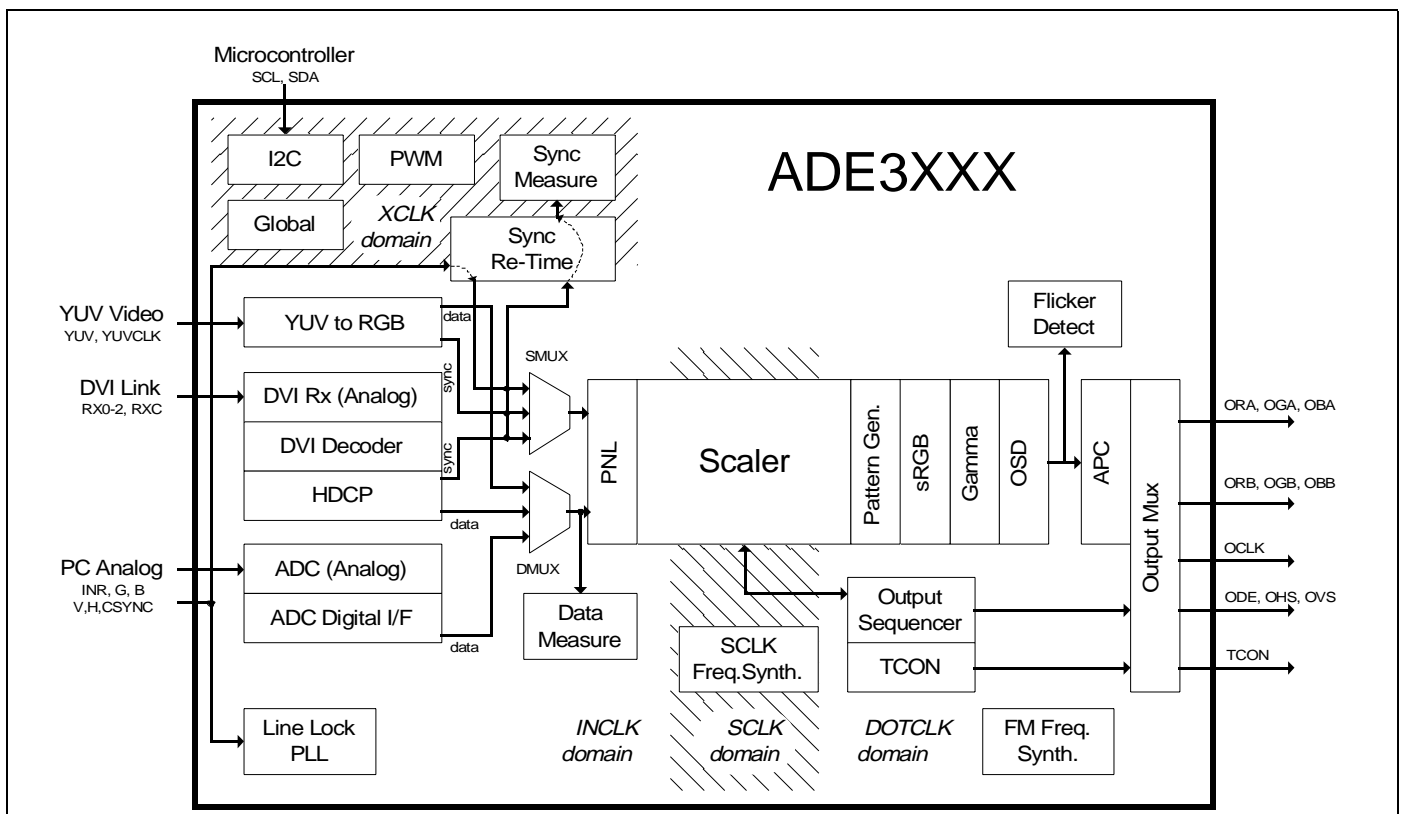 Microcontroller
SCL, SDA
I2C
PWM
Sync
Measure
ADE3XXX
Global
XCLK
domain
Sync
Re-Time
YUV Video
YUV, YUVCLK
YUV to RGB
data
sync
SMUX
Flicker
Detect
DVI Link
RX0-2, RXC
DVI Rx (Analog)
DVI Decoder
HDCP
sync
data
PNL
Scaler
Pattern Gen.
sRGB
Gamma
OSD
APC
Output Mux
ORA, OGA, OBA
ORB, OGB, OBB
OCLK
ODE, OHS, OVS
TCON
PC Analog
INR, G, B
V,H,CSYNC
ADC (Analog)
ADC Digital I/F
data
DMUX
Data
Measure
SCLK
Freq.Synth.
Output
Sequencer
TCON
Line Lock
PLL
INCLK
domain
SCLK
domain
DOTCLK
domain
FM Freq.
Synth.